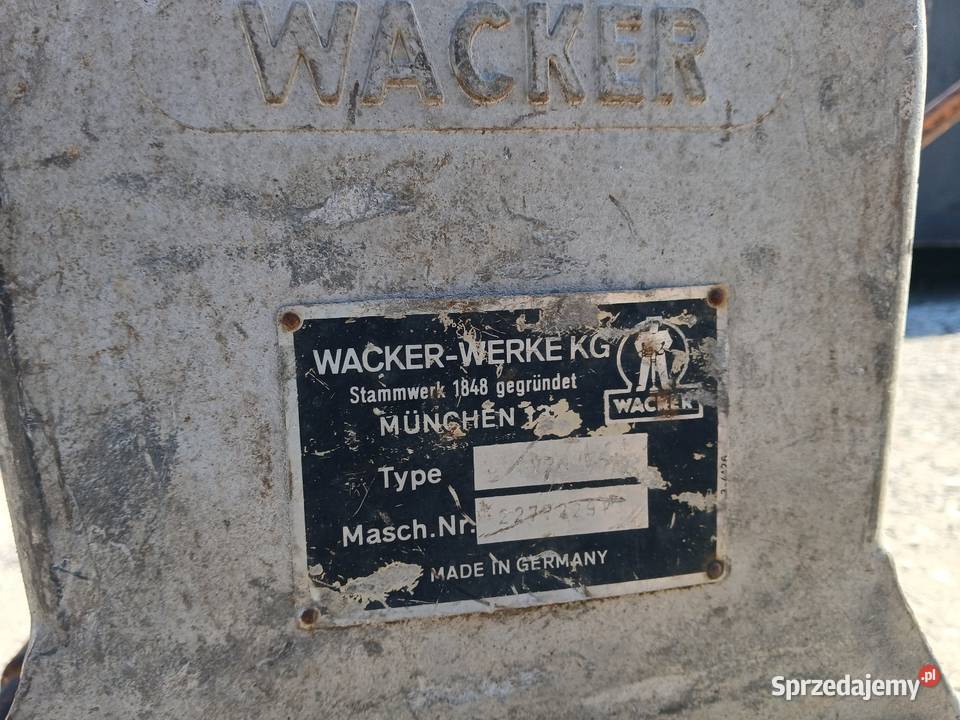 WACKER
WACKER-WERKE KG
Stammwerk 1848 gegründet
MÜNCHEN
WACKER
Type
Masch.Nr.
MADE IN GERMANY
Sprzedajemy.pl